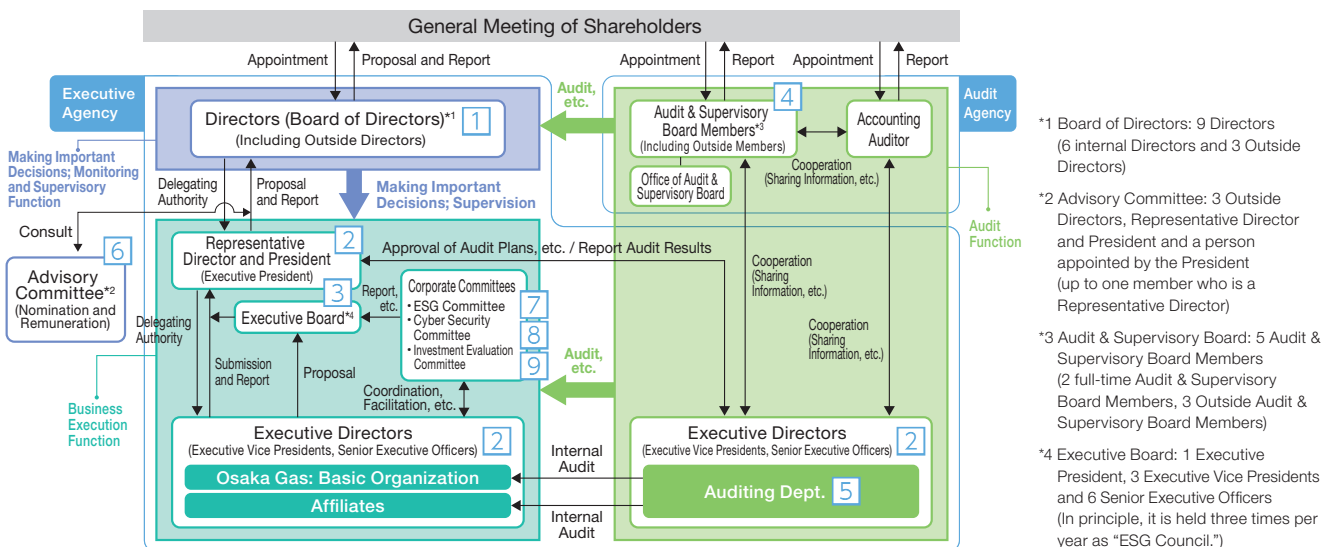 General Meeting of Shareholders
Appointment
Proposal and Report
Appointment
Report
Appointment
Report
Executive
Agency
Audit
Agency
Directors (Board of Directors)*1
(Including Outside Directors)
1
Audit,
etc.
4
Audit & Supervisory
Board Members*3
(Including Outside Members)
Accounting
Auditor
Cooperation
(Sharing Information, etc.)
Office of Audit &
Supervisory Board
Making Important
Decisions; Monitoring
and Supervisory
Function
Delegating
Authority
Proposal
and Report
Making Important
Decisions; Supervision
Audit
Function
Consult
6
Advisory
Committee*2
(Nomination and
Remuneration)
Representative
Director and President
(Executive President)
2
Approval of Audit Plans, etc. / Report Audit Results
3
Executive Board*4
Report,
etc.
Corporate Committees
• ESG Committee
• Cyber Security
Committee
• Investment Evaluation
Committee
7
8
9
Cooperation
(Sharing
Information, etc.)
Cooperation
(Sharing
Information, etc.)
Delegating
Authority
Submission
and Report
Proposal
Coordination,
Facilitation, etc.
Audit,
etc.
Business
Execution
Function
Executive Directors
(Executive Vice Presidents, Senior Executive Officers)
2
Osaka Gas: Basic Organization
Affiliates
Internal
Audit
Internal
Audit
Executive Directors
(Executive Vice Presidents, Senior Executive Officers)
2
Auditing Dept.
5
*1 Board of Directors: 9 Directors
(6 internal Directors and 3 Outside
Directors)
*2 Advisory Committee: 3 Outside
Directors, Representative Director
and President and a person
appointed by the President
(up to one member who is a
Representative Director)
*3 Audit & Supervisory Board: 5 Audit &
Supervisory Board Members
(2 full-time Audit & Supervisory
Board Members, 3 Outside Audit &
Supervisory Board Members)
*4 Executive Board: 1 Executive
President, 3 Executive Vice Presidents
and 6 Senior Executive Officers
(In principle, it is held three times per
year as “ESG Council.”)